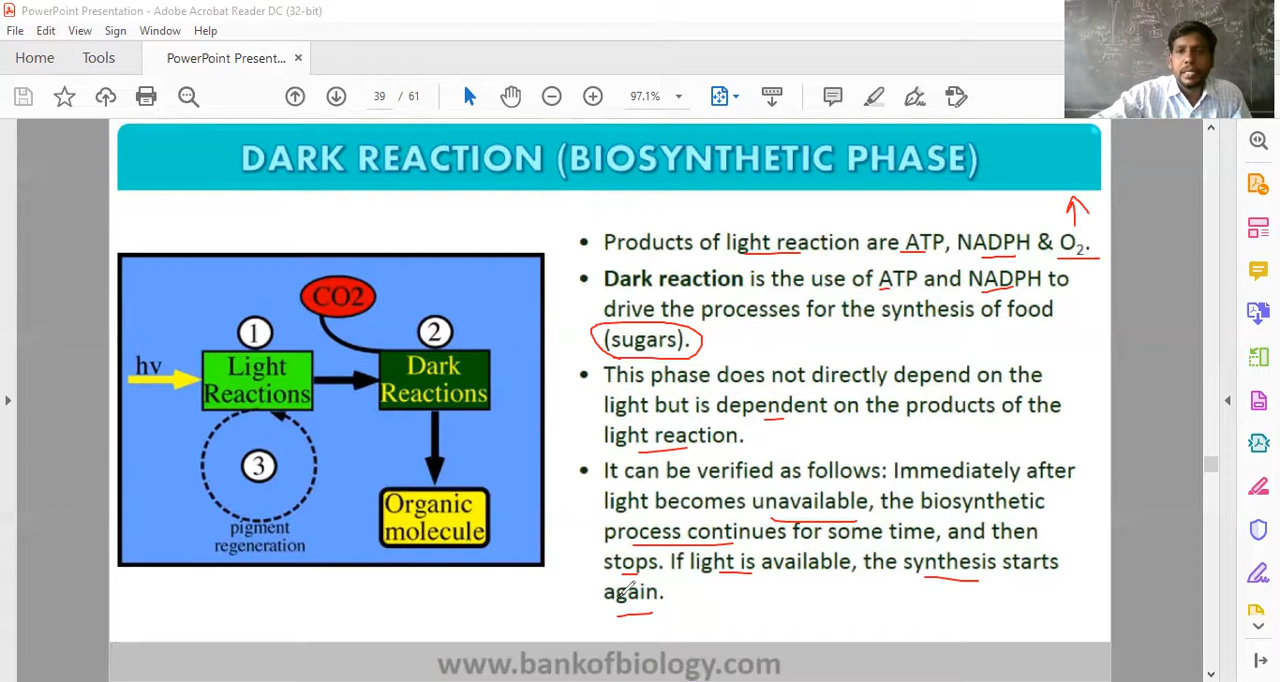 PowerPoint Presentation - Adobe Acrobat Reader DC (32-bit)
File Edit View Sign Window Help
Home Tools PowerPoint Present... ×
39 / 61 97.1%
DARK REACTION (BIOSYNTHETIC PHASE)
• Products of light reaction are ATP, NADPH & O₂.
• Dark reaction is the use of ATP and NADPH to
drive the processes for the synthesis of food
(sugars).
• This phase does not directly depend on the
light but is dependent on the products of the
light reaction.
• It can be verified as follows: Immediately after
light becomes unavailable, the biosynthetic
process continues for some time, and then
stops. If light is available, the synthesis starts
again.
CO2
1 2
hv
Light
Reactions
Dark
Reactions
3
pigment
regeneration
Organic
molecule
www.bankofbiology.com